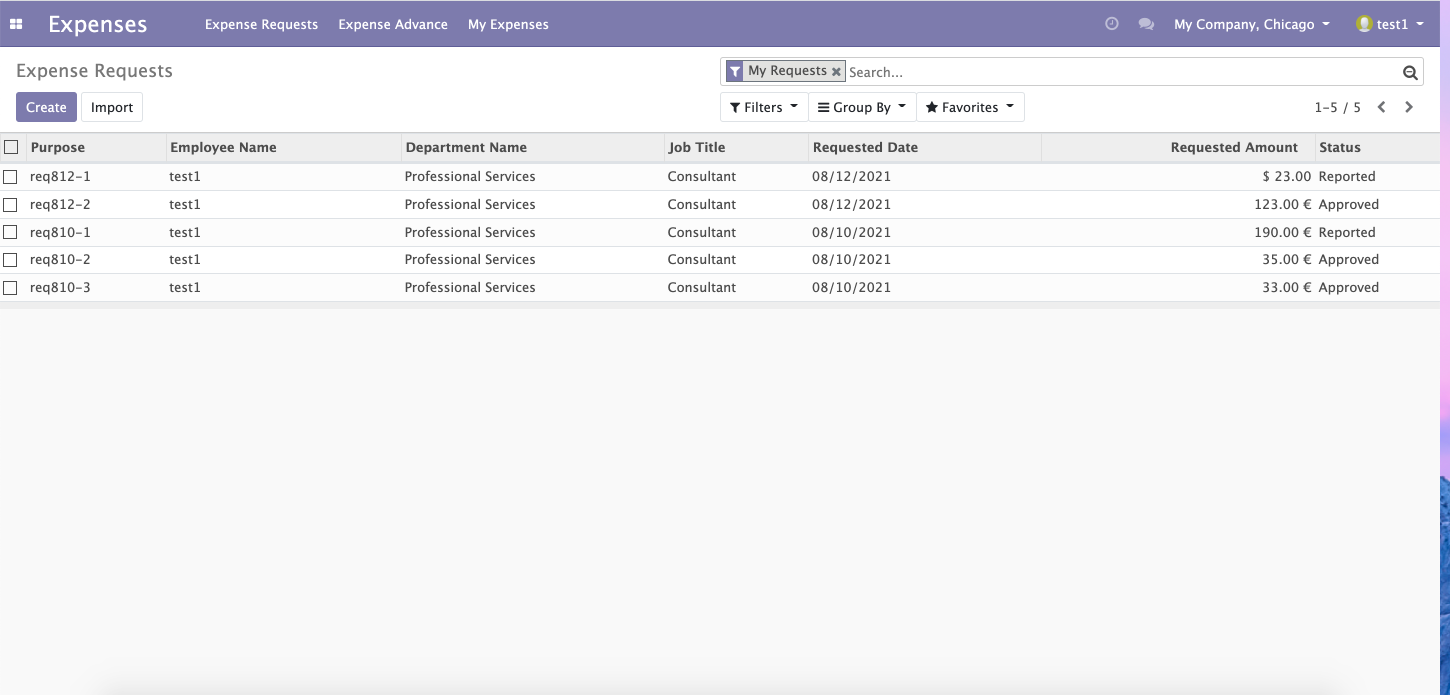 Expenses Expense Requests Expense Advance My Expenses My Company, Chicago test1
Expense Requests
My Requests Search...
Create Import
Filters Group By Favorites 1-5 / 5
Purpose Employee Name Department Name Job Title Requested Date Requested Amount Status
req812-1 test1 Professional Services Consultant 08/12/2021 $ 23.00 Reported
req812-2 test1 Professional Services Consultant 08/12/2021 123.00 € Approved
req810-1 test1 Professional Services Consultant 08/10/2021 190.00 € Reported
req810-2 test1 Professional Services Consultant 08/10/2021 35.00 € Approved
req810-3 test1 Professional Services Consultant 08/10/2021 33.00 € Approved